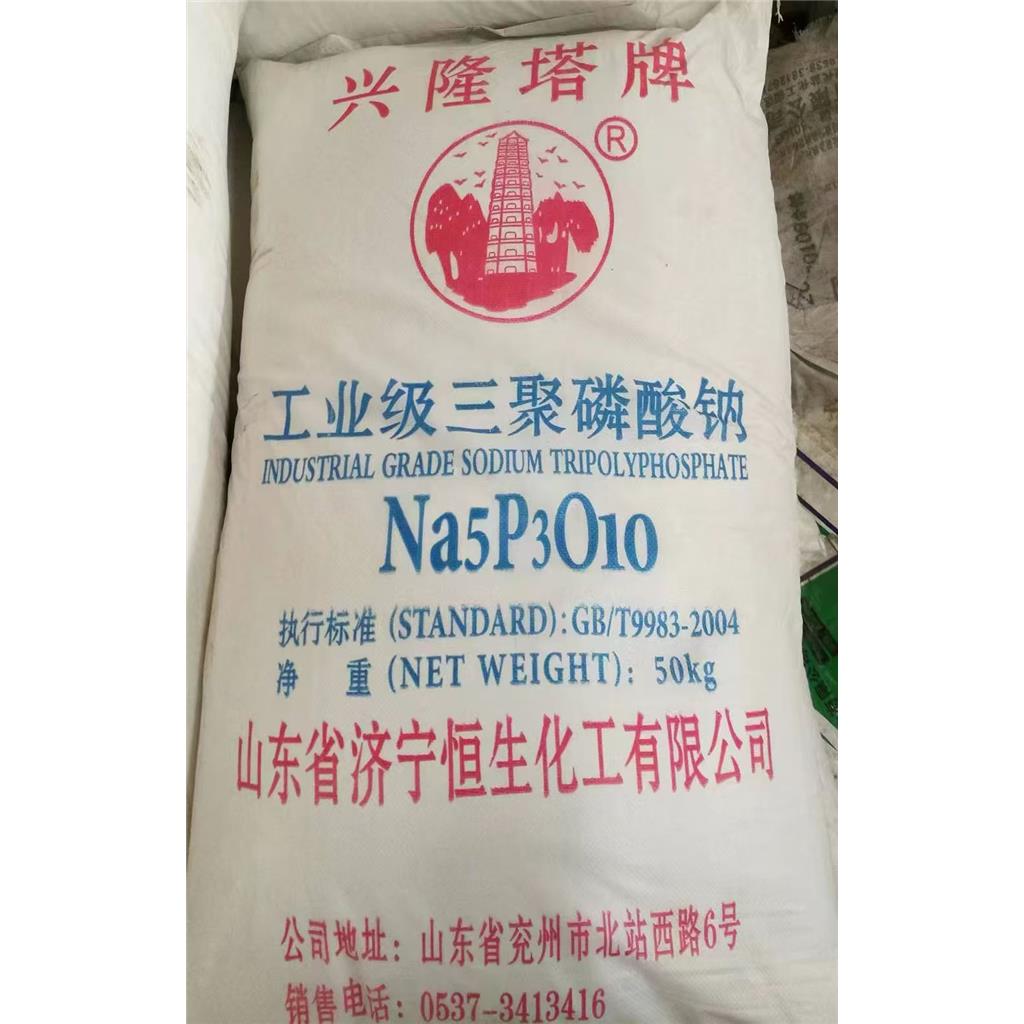 兴隆塔牌
®
工业级三聚磷酸钠
INDUSTRIAL GRADE SODIUM TRIPOLYPHOSPHATE
Na5P3O10
执行标准 (STANDARD):GB/T9983-2004
净 重 (NET WEIGHT): 50kg
山东省济宁恒生化工有限公司
公司地址: 山东省兖州市北站西路6号
销售电话: 0537-3413416